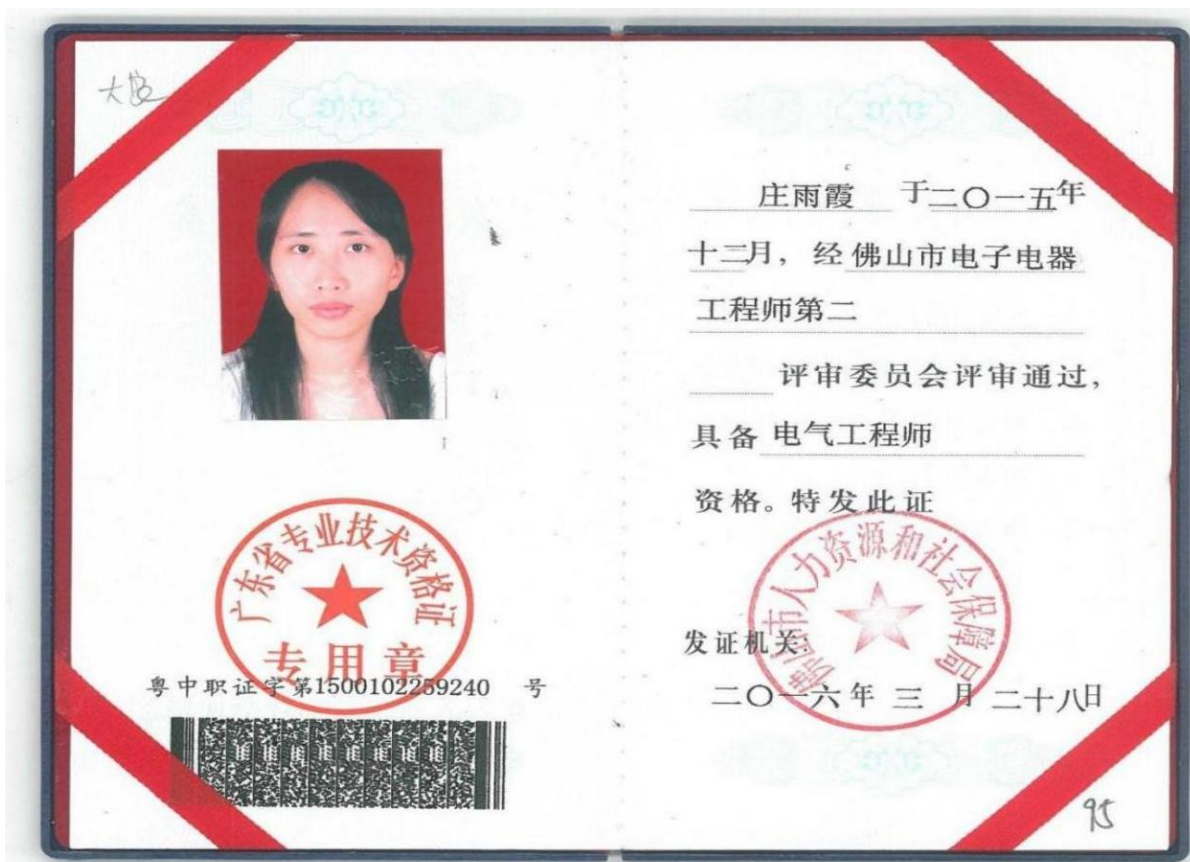 广东省专业技术资格证
专用章
粤中职证字第1500102259240 号
庄雨霞 于二〇一五年
十二月，经佛山市电子电器
工程师第二
评审委员会评审通过，
具备电气工程师
资格。特发此证
佛山市人力资源和社会保障局
发证机关：
二〇一六年 三 月 二十八日
95